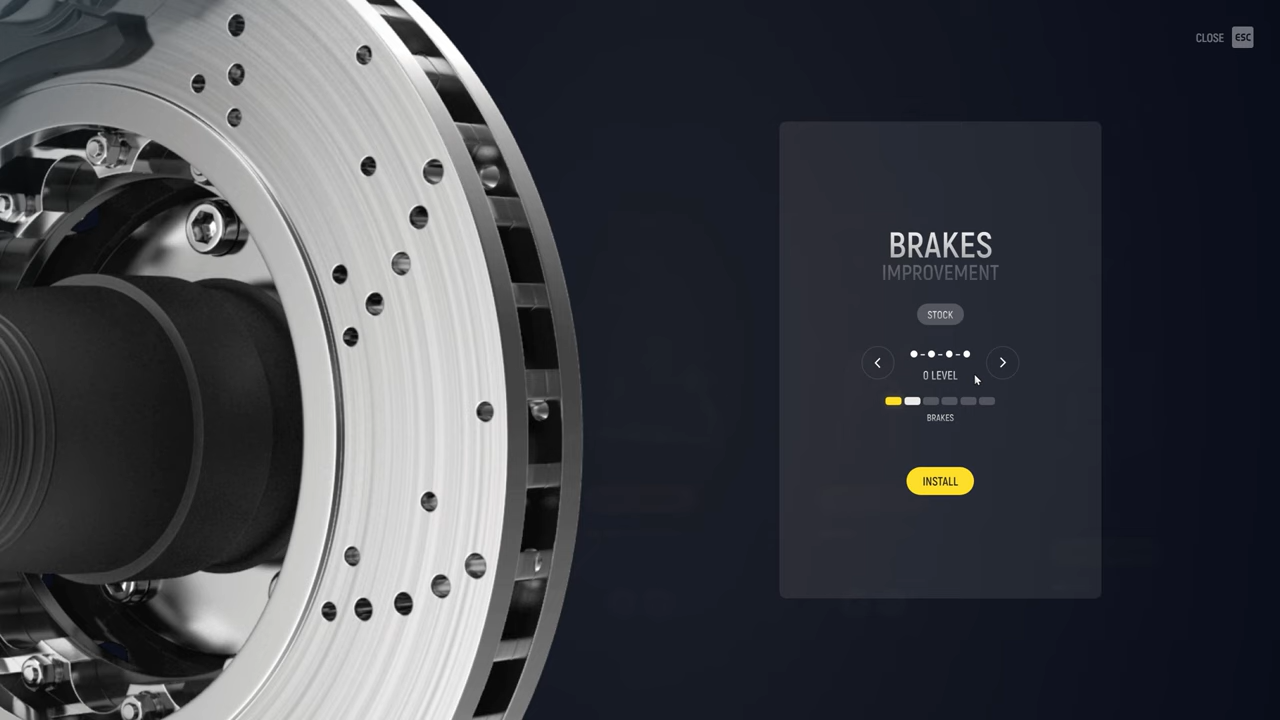 CLOSE ESC
BRAKES
IMPROVEMENT
STOCK
0 LEVEL
BRAKES
INSTALL